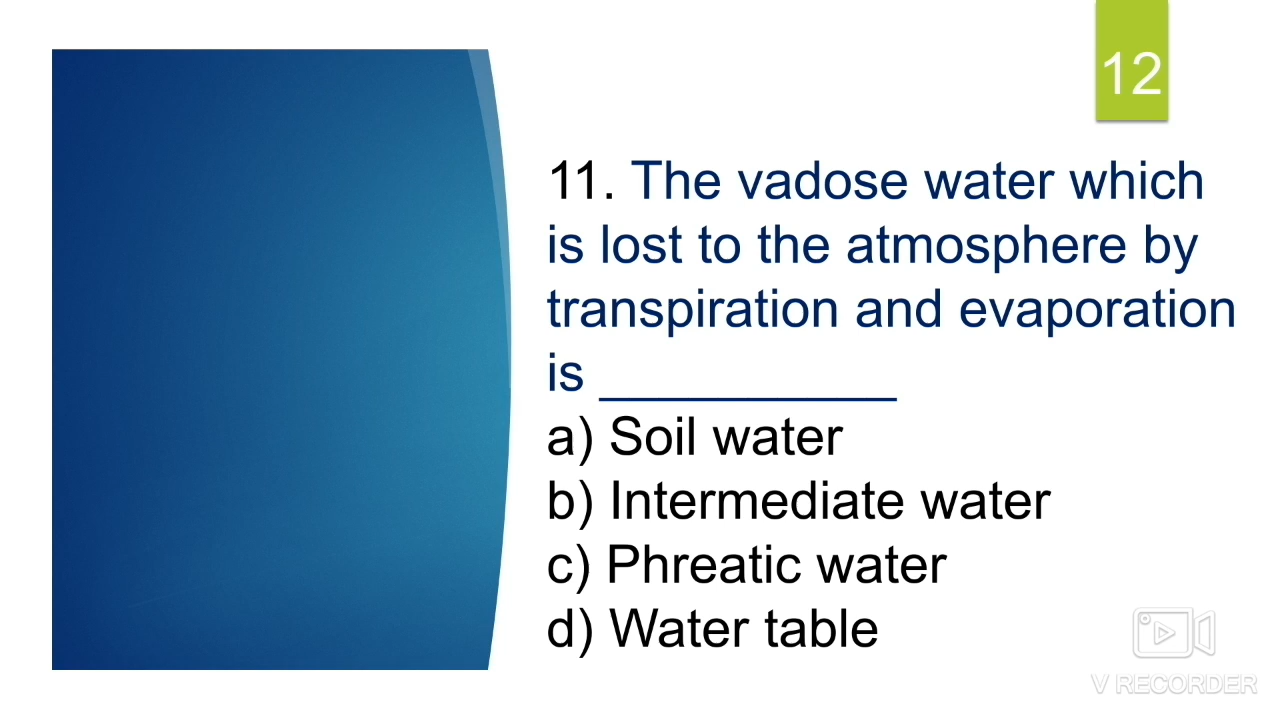 12
11. The vadose water which
is lost to the atmosphere by
transpiration and evaporation
is ___________
a) Soil water
b) Intermediate water
c) Phreatic water
d) Water table
V RECORDER